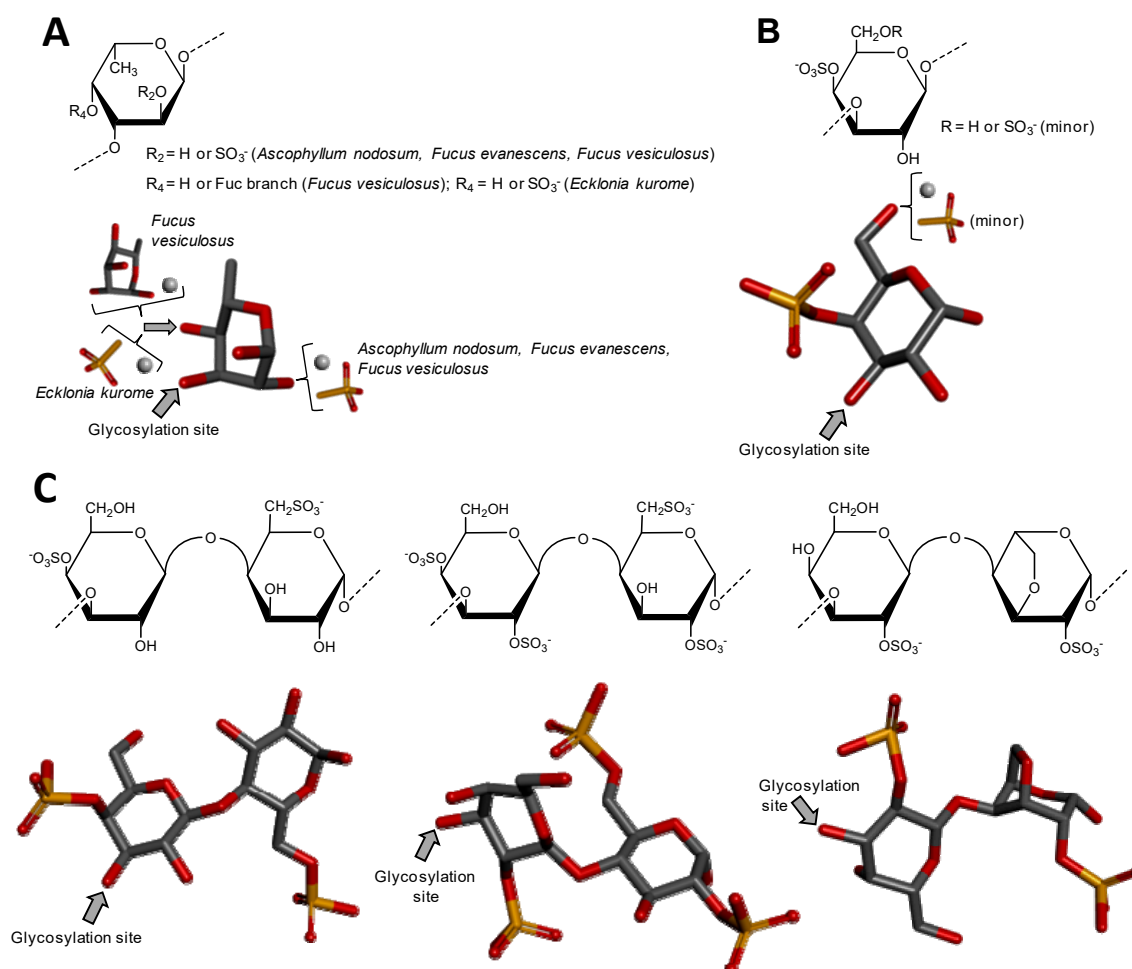 A
O
O
CH₃
R₂O
R₄
O
O
R₂ = H or SO₃⁻ (Ascophyllum nodosum, Fucus evanescens, Fucus vesiculosus)
R₄ = H or Fuc branch (Fucus vesiculosus); R₄ = H or SO₃⁻ (Ecklonia kurome)
Fucus
vesiculosus
Ascophyllum nodosum, Fucus evanescens,
Fucus vesiculosus
Ecklonia kurome
Glycosylation site
B
CH₂OR
O
O
⁻O₃SO
O
OH
R = H or SO₃⁻ (minor)
(minor)
Glycosylation site
C
CH₂OH
O
⁻O₃SO
O
OH
O
CH₂SO₃⁻
O
OH
O
OH
CH₂OH
O
⁻O₃SO
O
OSO₃⁻
O
CH₂SO₃⁻
O
OH
O
OSO₃⁻
CH₂OH
O
HO
O
OSO₃⁻
O
O
O
O
OSO₃⁻
Glycosylation site
Glycosylation
site
Glycosylation
site